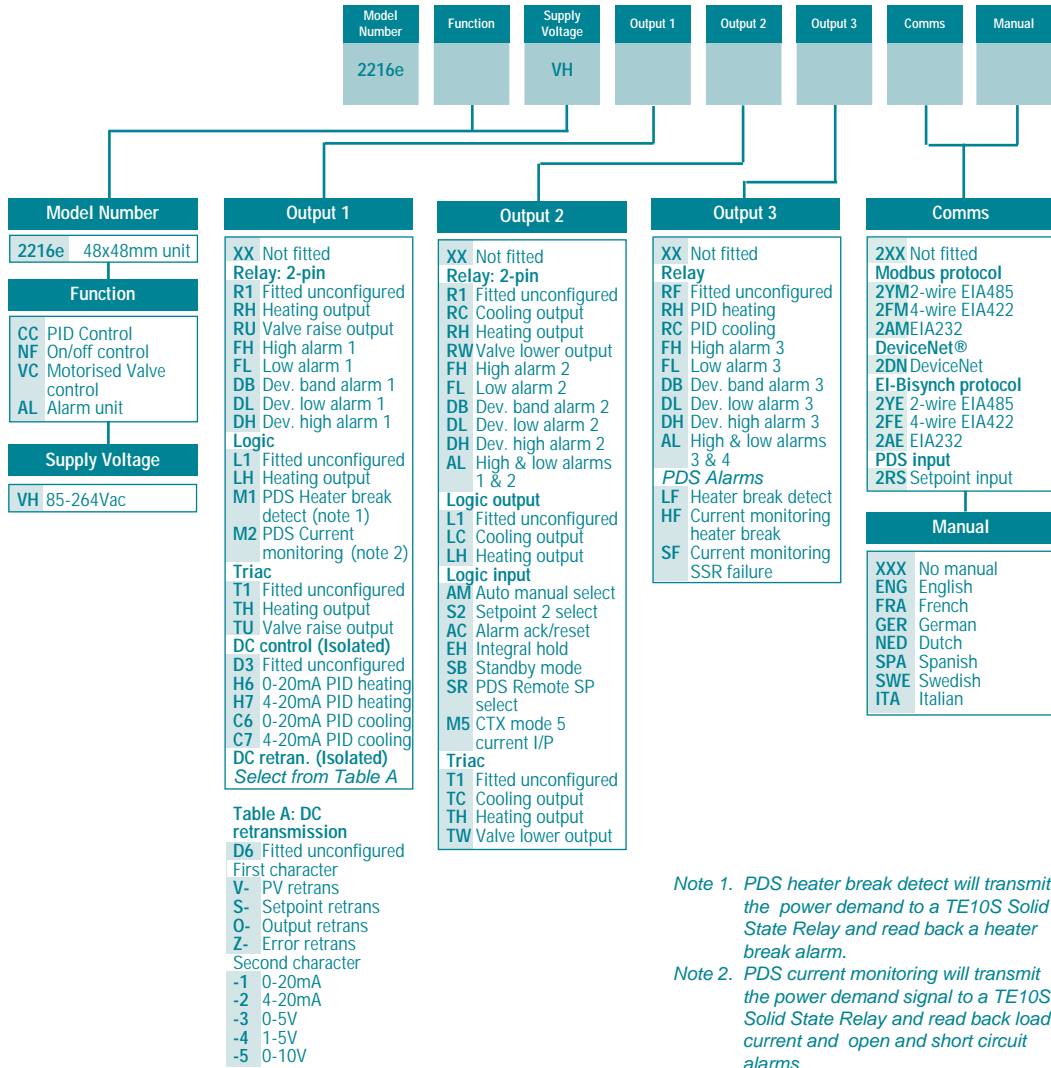 Model Number
Function
Supply Voltage
Output 1
Output 2
Output 3
Comms
Manual
2216e
VH
Model Number
2216e 48x48mm unit
Function
CC PID Control
NF On/off control
VC Motorised Valve
control
AL Alarm unit
Supply Voltage
VH 85-264Vac
Output 1
XX Not fitted
Relay: 2-pin
R1 Fitted unconfigured
RH Heating output
RU Valve raise output
FH High alarm 1
FL Low alarm 1
DB Dev. band alarm 1
DL Dev. low alarm 1
DH Dev. high alarm 1
Logic
L1 Fitted unconfigured
LH Heating output
M1 PDS Heater break
detect (note 1)
M2 PDS Current
monitoring (note 2)
Triac
T1 Fitted unconfigured
TH Heating output
TU Valve raise output
DC control (Isolated)
D3 Fitted unconfigured
H6 0-20mA PID heating
H7 4-20mA PID heating
C6 0-20mA PID cooling
C7 4-20mA PID cooling
DC retran. (Isolated)
Select from Table A
Table A: DC
retransmission
D6 Fitted unconfigured
First character
V- PV retrans
S- Setpoint retrans
O- Output retrans
Z- Error retrans
Second character
-1 0-20mA
-2 4-20mA
-3 0-5V
-4 1-5V
-5 0-10V
Output 2
XX Not fitted
Relay: 2-pin
R1 Fitted unconfigured
RC Cooling output
RH Heating output
RW Valve lower output
FH High alarm 2
FL Low alarm 2
DB Dev. band alarm 2
DL Dev. low alarm 2
DH Dev. high alarm 2
AL High & low alarms
1 & 2
Logic output
L1 Fitted unconfigured
LC Cooling output
LH Heating output
Logic input
AM Auto manual select
S2 Setpoint 2 select
AC Alarm ack/reset
EH Integral hold
SB Standby mode
SR PDS Remote SP
select
M5 CTX mode 5
current I/P
Triac
T1 Fitted unconfigured
TC Cooling output
TH Heating output
TW Valve lower output
Output 3
XX Not fitted
Relay
RF Fitted unconfigured
RH PID heating
RC PID cooling
FH High alarm 3
FL Low alarm 3
DB Dev. band alarm 3
DL Dev. low alarm 3
DH Dev. high alarm 3
AL High & low alarms
3 & 4
PDS Alarms
LF Heater break detect
HF Current monitoring
heater break
SF Current monitoring
SSR failure
Comms
2XX Not fitted
Modbus protocol
2YM 2-wire EIA485
2FM 4-wire EIA422
2AM EIA232
DeviceNet®
2DN DeviceNet
EI-Bisynch protocol
2YE 2-wire EIA485
2FE 4-wire EIA422
2AE EIA232
PDS input
2RS Setpoint input
Manual
XXX No manual
ENG English
FRA French
GER German
NED Dutch
SPA Spanish
SWE Swedish
ITA Italian
Note 1. PDS heater break detect will transmit
the power demand to a TE10S Solid
State Relay and read back a heater
break alarm.
Note 2. PDS current monitoring will transmit
the power demand signal to a TE10S
Solid State Relay and read back load
current and open and short circuit
alarms